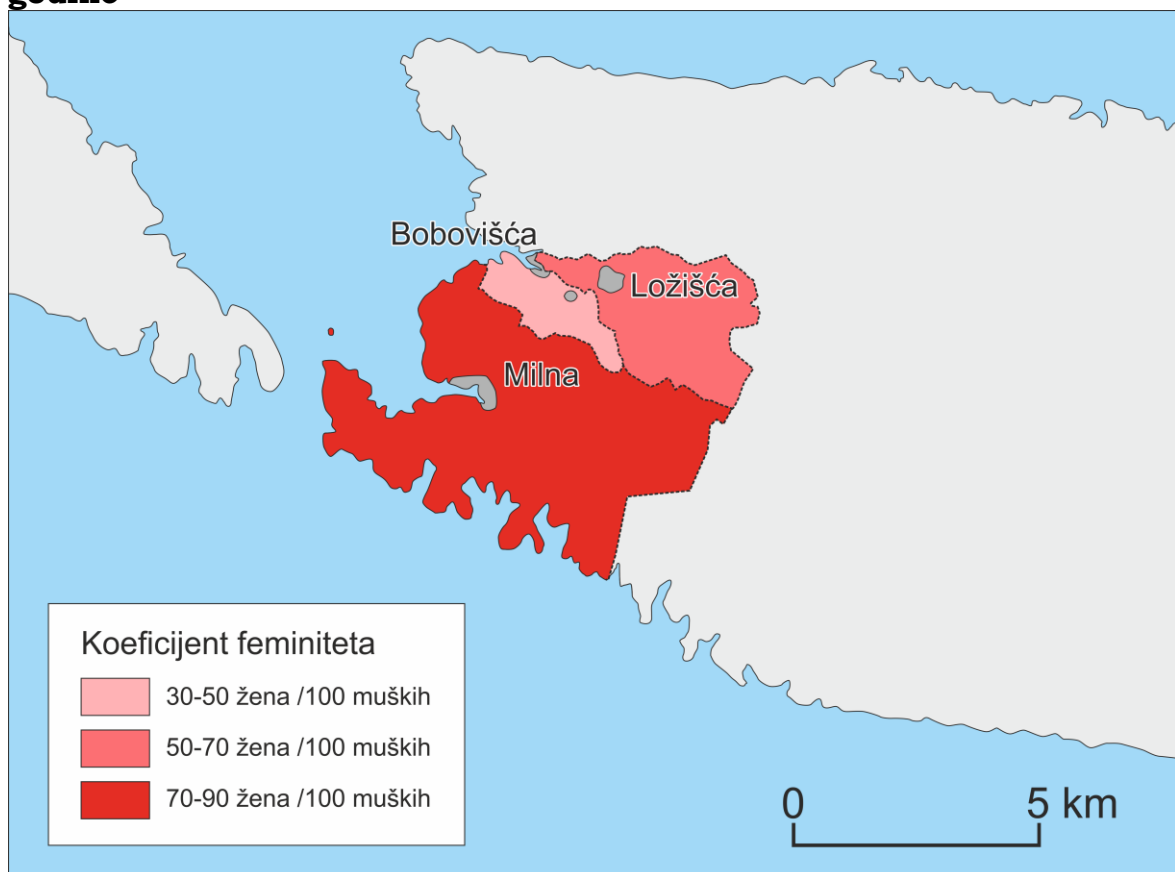 godine
Bobovišća
Ložišća
Milna
Koeficijent feminiteta
30-50 žena /100 muških
50-70 žena /100 muških
70-90 žena /100 muških
0 5 km